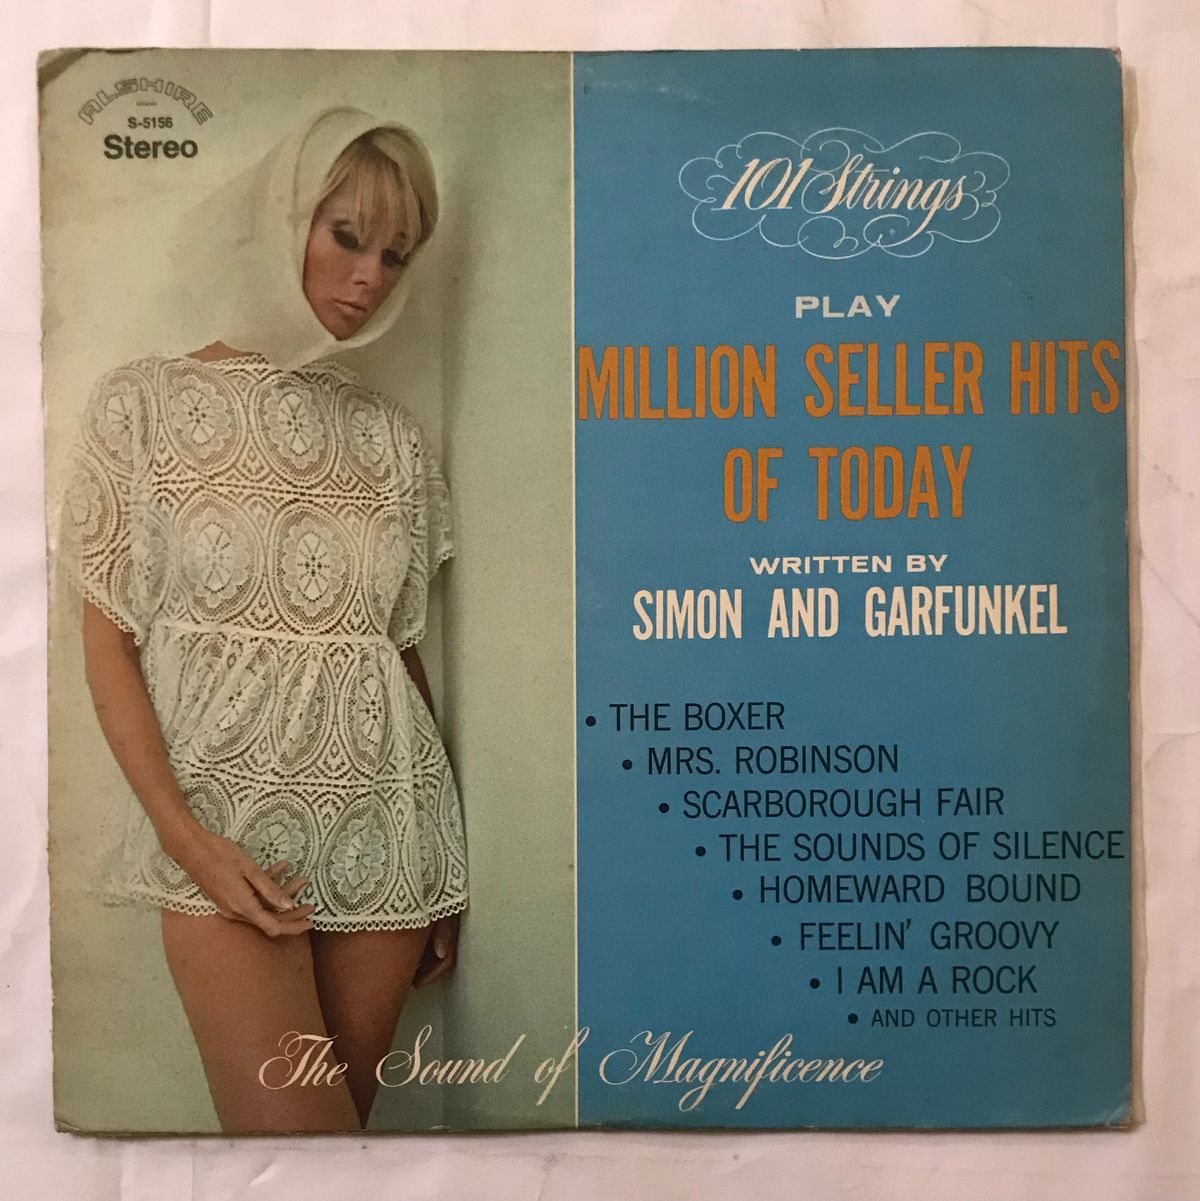 ALSHIRE
S-5156
Stereo
101 Strings
PLAY
MILLION SELLER HITS
OF TODAY
WRITTEN BY
SIMON AND GARFUNKEL
• THE BOXER
• MRS. ROBINSON
• SCARBOROUGH FAIR
• THE SOUNDS OF SILENCE
• HOMEWARD BOUND
• FEELIN' GROOVY
• I AM A ROCK
• AND OTHER HITS
The Sound of Magnificence